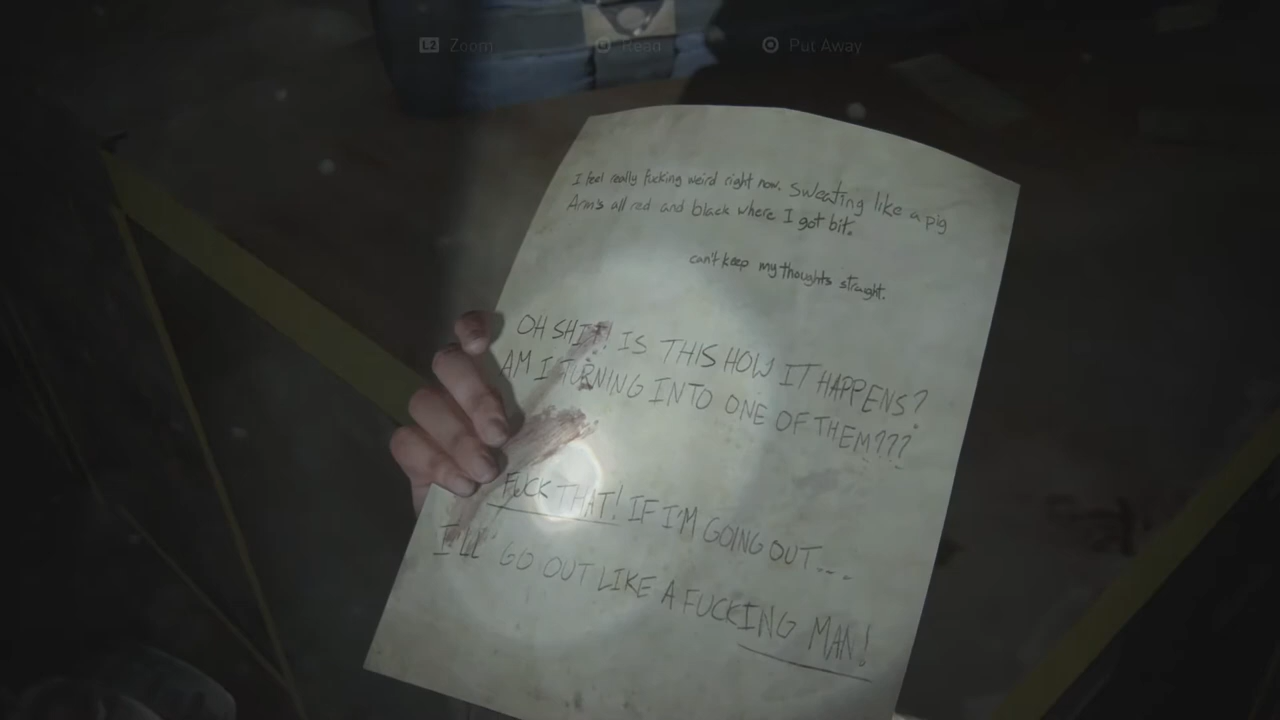 L2 Zoom Read Put Away
I feel really fucking weird right now. Sweating like a pig
Arm's all red and black where I got bit.
can't keep my thoughts straight.
OH SHIT! IS THIS HOW IT HAPPENS?
AM I TURNING INTO ONE OF THEM???
FUCK THAT! IF I'M GOING OUT...
I'LL GO OUT LIKE A FUCKING MAN!